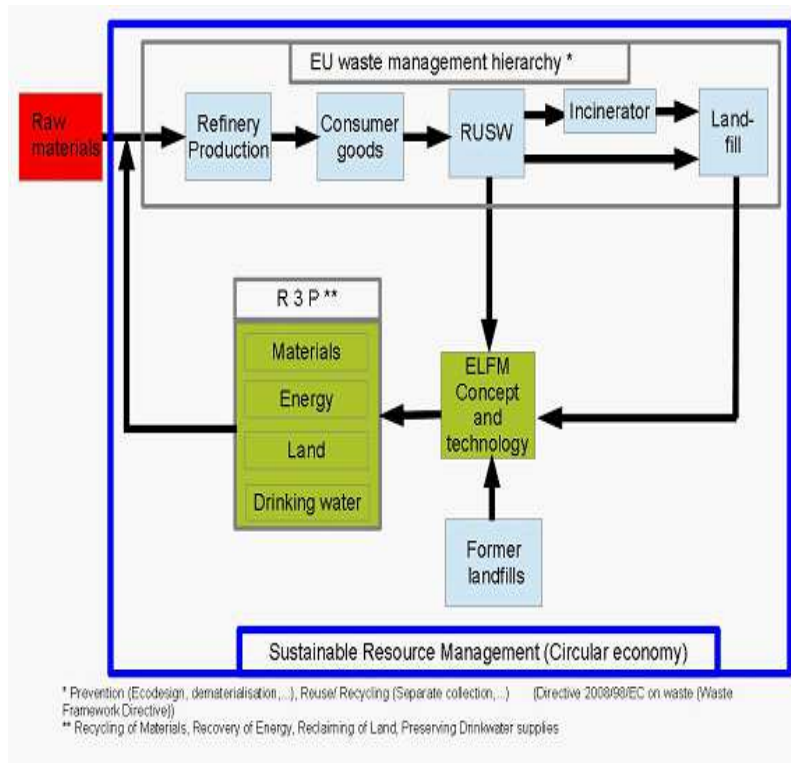 EU waste management hierarchy *
Raw
materials
Refinery
Production
Consumer
goods
RUSW
Incinerator
Land-
fill
R 3 P **
Materials
Energy
Land
Drinking water
ELFM
Concept
and
technology
Former
landfills
Sustainable Resource Management (Circular economy)
* Prevention (Ecodesign, dematerialisation,...), Reuse/ Recycling (Separate collection,...) (Directive 2008/98/EC on waste (Waste
Framework Directive))
** Recycling of Materials, Recovery of Energy, Reclaiming of Land, Preserving Drinkwater supplies